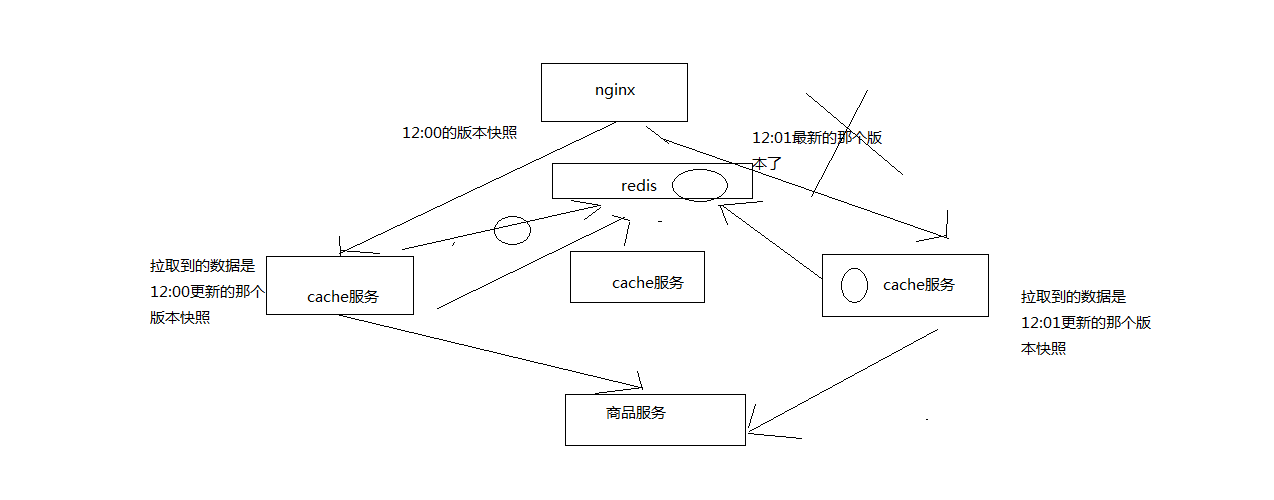 nginx
12:00的版本快照
12:01最新的那个版
本了
redis
拉取到的数据是
12:00更新的那个
版本快照
cache服务
cache服务
cache服务
拉取到的数据是
12:01更新的那个版
本快照
商品服务